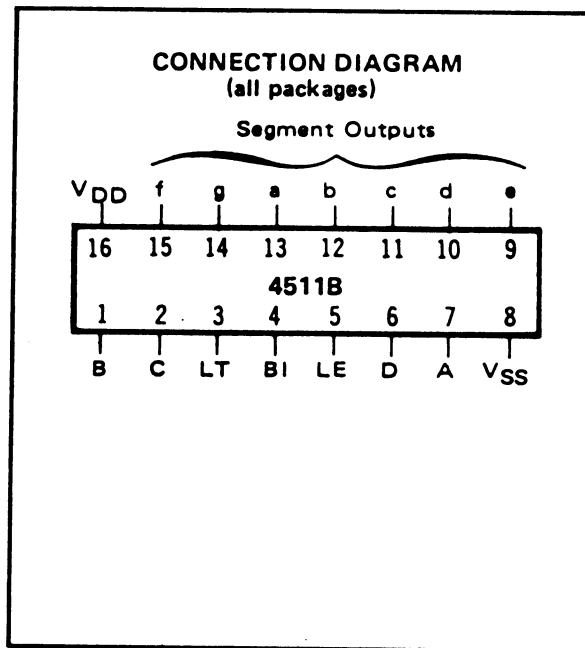 CONNECTION DIAGRAM
(all packages)
Segment Outputs
VDD f g a b c d e
16 15 14 13 12 11 10 9
4511B
1 2 3 4 5 6 7 8
B C LT BI LE D A VSS